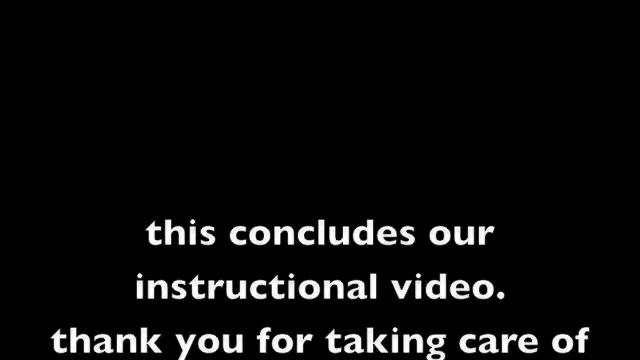 this concludes our
instructional video.
thank you for taking care of